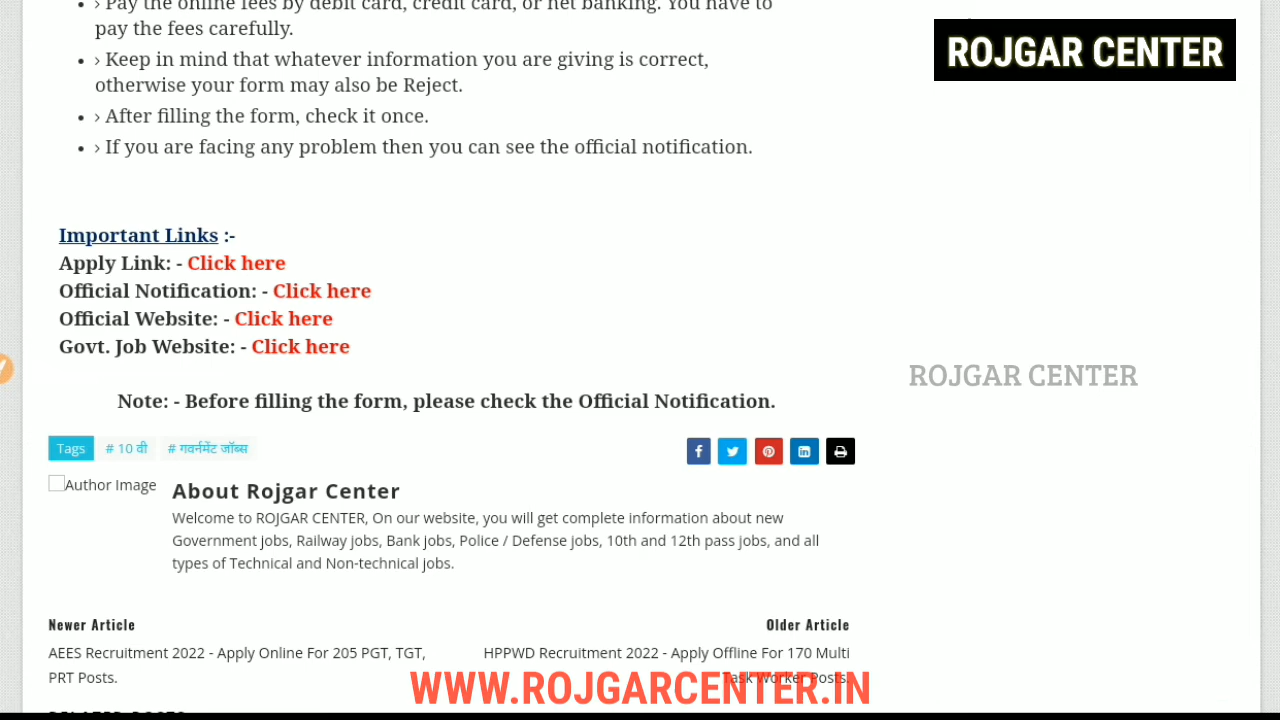 › Pay the online fees by debit card, credit card, or net banking. You have to
pay the fees carefully.
› Keep in mind that whatever information you are giving is correct,
otherwise your form may also be Reject.
› After filling the form, check it once.
› If you are facing any problem then you can see the official notification.
ROJGAR CENTER
Important Links :-
Apply Link: - Click here
Official Notification: - Click here
Official Website: - Click here
Govt. Job Website: - Click here
ROJGAR CENTER
Note: - Before filling the form, please check the Official Notification.
Tags # 10 वी # गवर्नमेंट जॉब्स
Author Image
About Rojgar Center
Welcome to ROJGAR CENTER, On our website, you will get complete information about new
Government jobs, Railway jobs, Bank jobs, Police / Defense jobs, 10th and 12th pass jobs, and all
types of Technical and Non-technical jobs.
Newer Article
AEES Recruitment 2022 - Apply Online For 205 PGT, TGT,
PRT Posts.
Older Article
HPPWD Recruitment 2022 - Apply Offline For 170 Multi
Task Worker Posts.
WWW.ROJGARCENTER.IN
RELATED POSTS